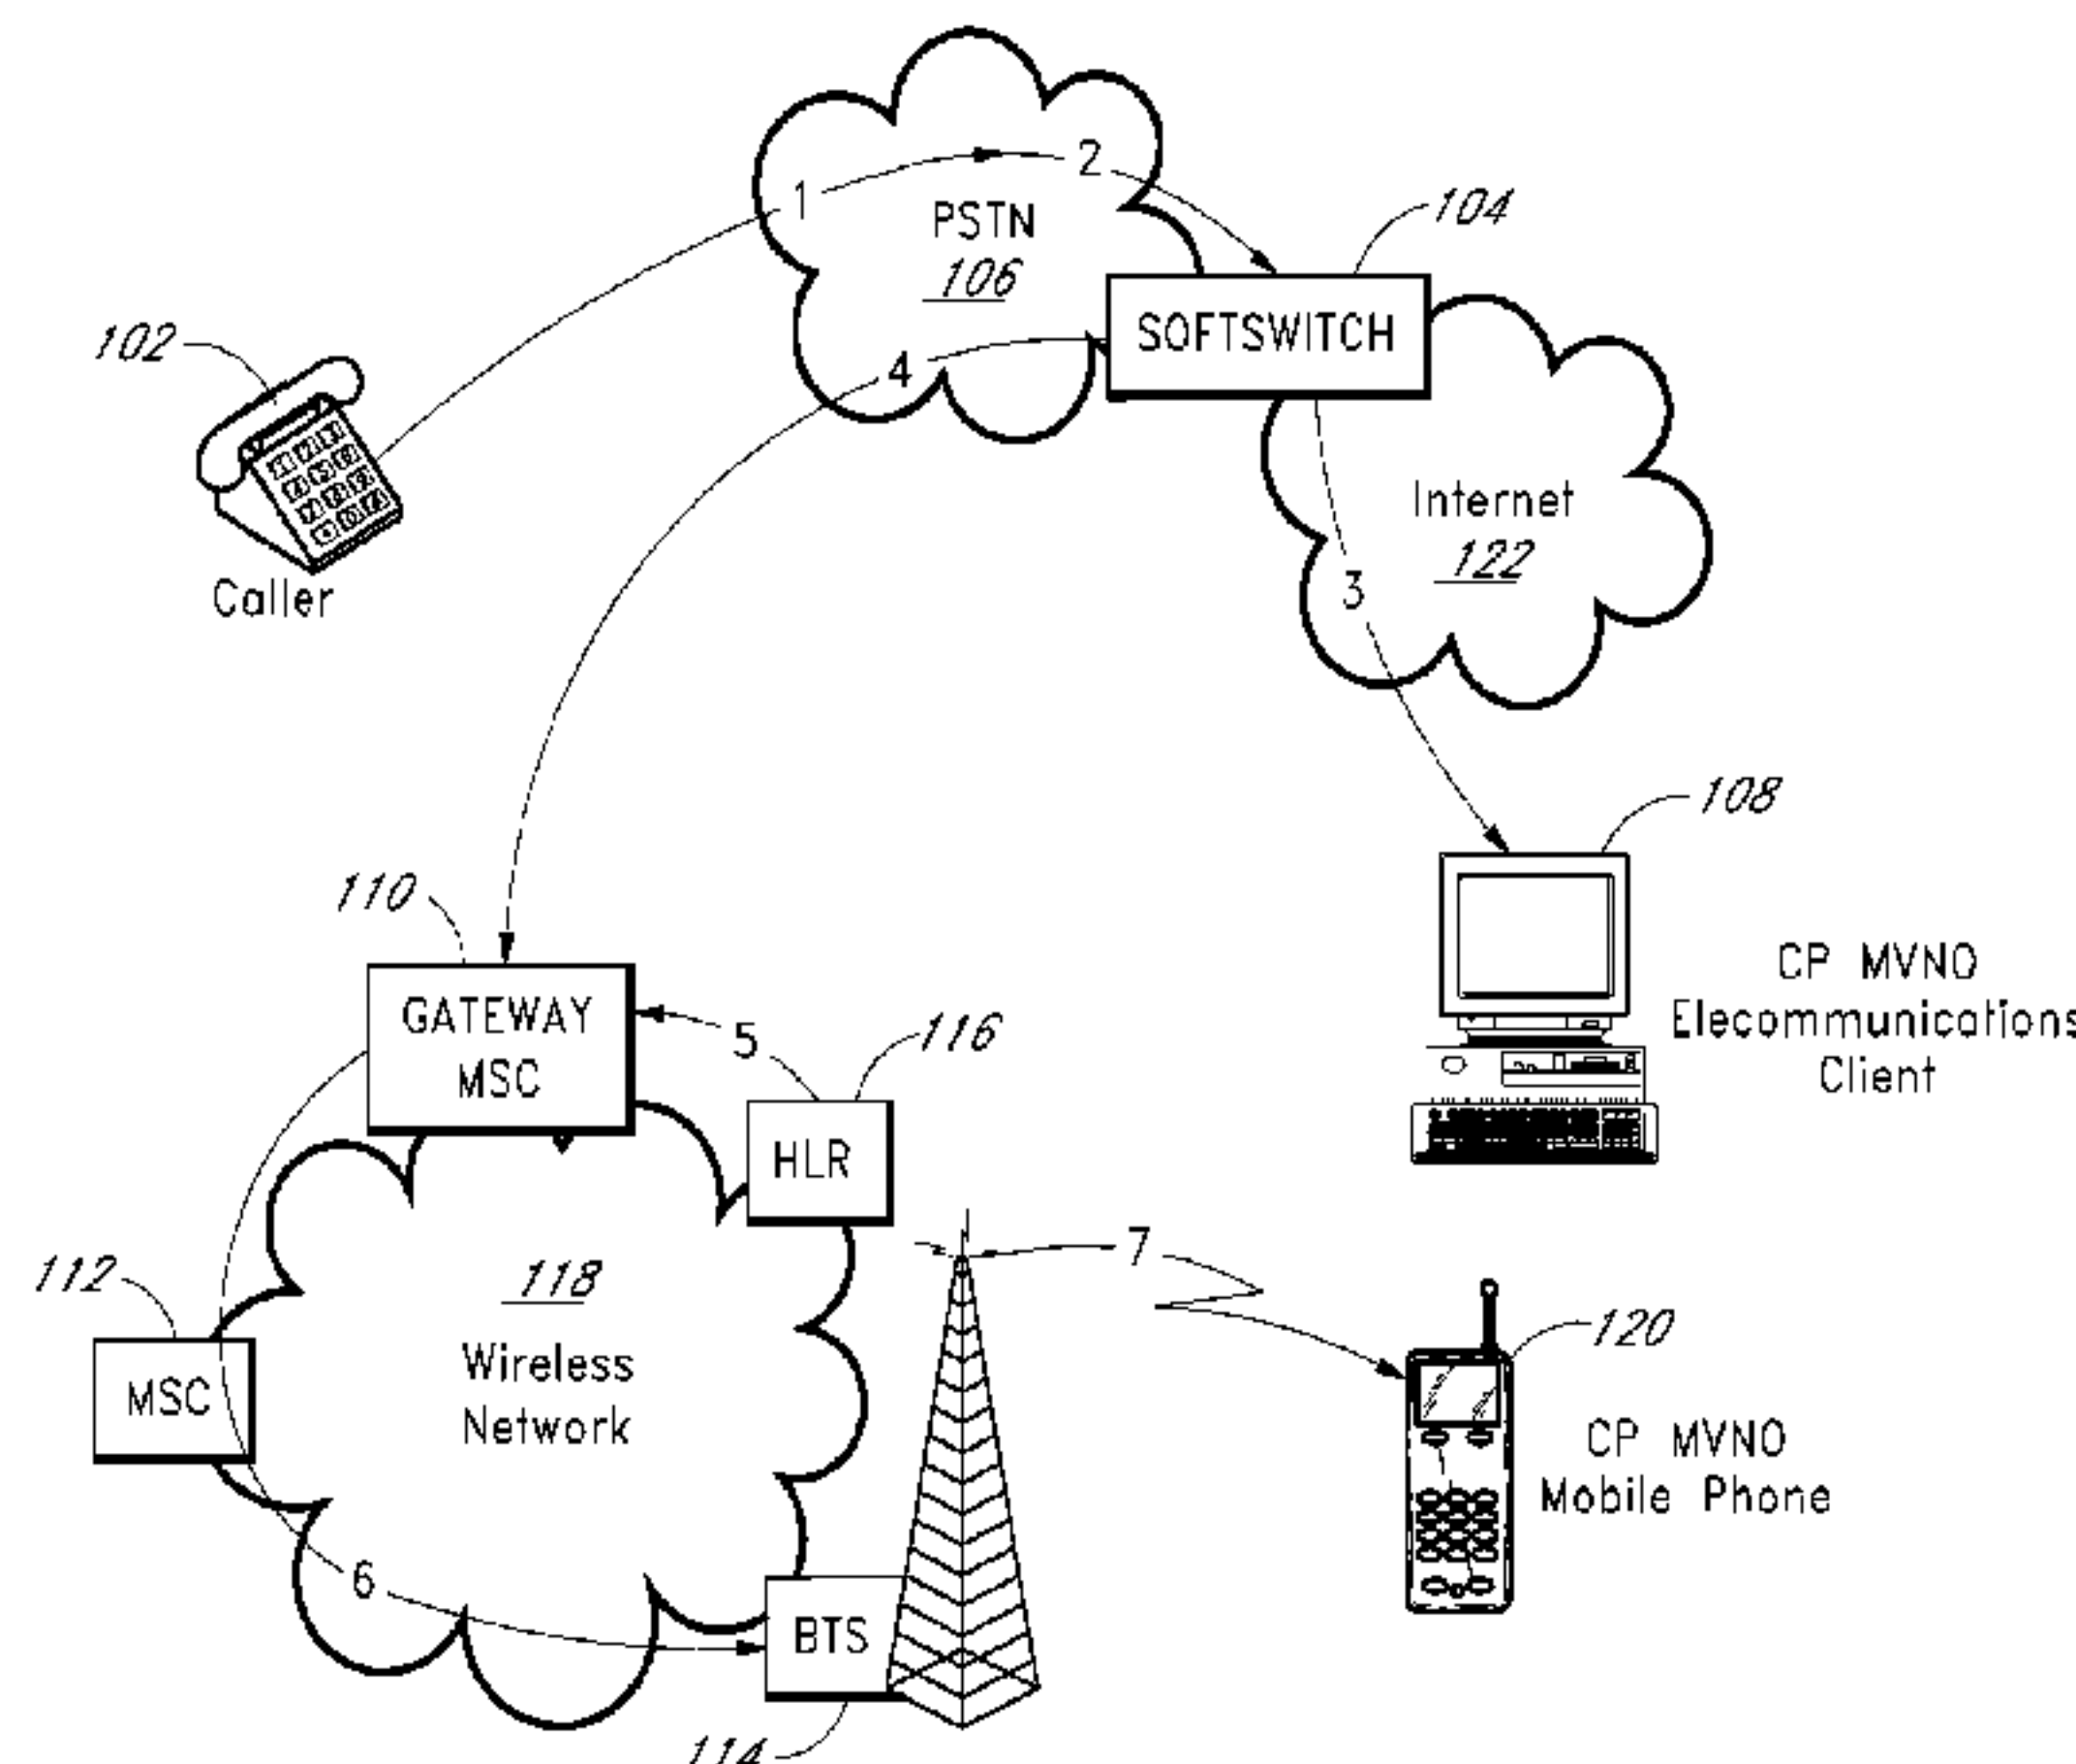 1
2
PSTN
106
104
SOFTSWITCH
102
4
Internet
122
Caller
3
108
110
CP MVNO
Elecommunications
Client
GATEWAY
MSC
5
116
HLR
7
112
118
120
MSC
Wireless
Network
CP MVNO
Mobile Phone
6
BTS
114